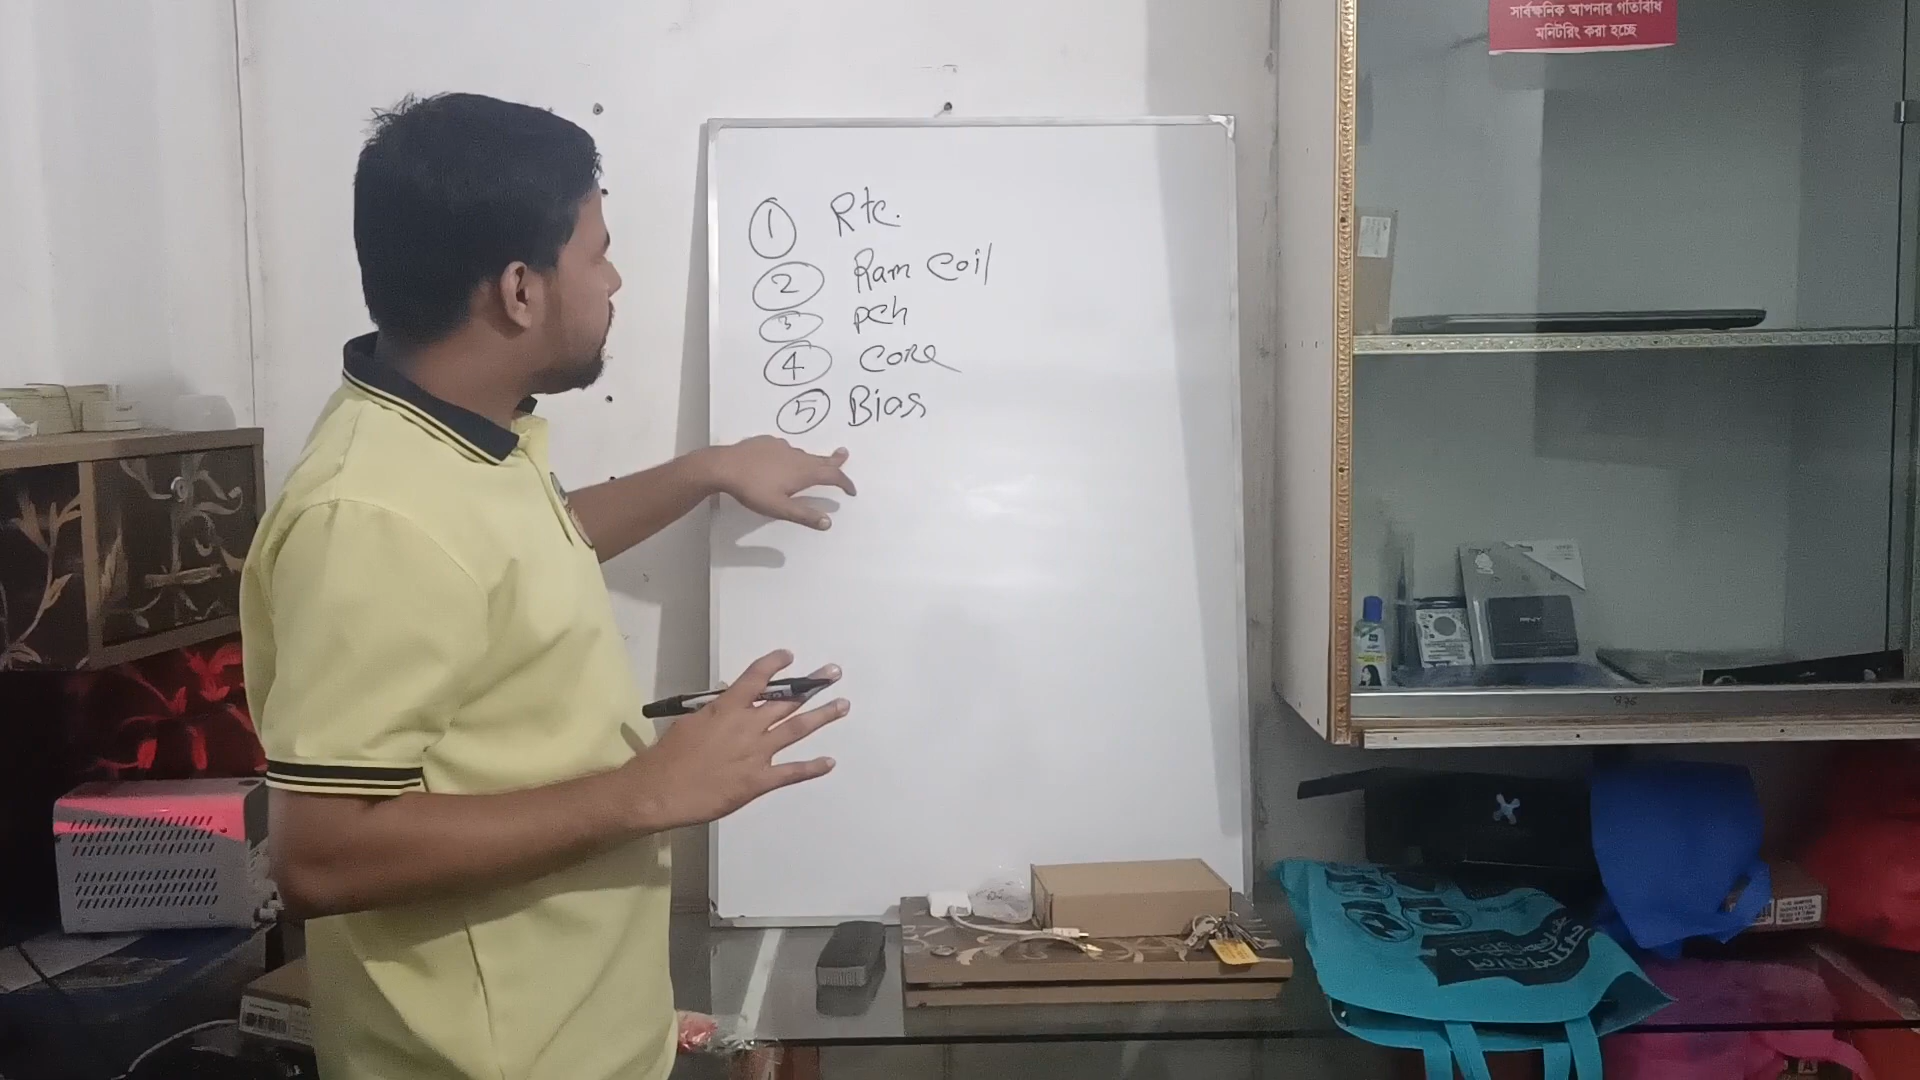 সার্বক্ষনিক আপনার গতিবিধি
মনিটরিং করা হচ্ছে
① Rtc.
② Ram coil
③ pch
④ core
⑤ Bias
PNY